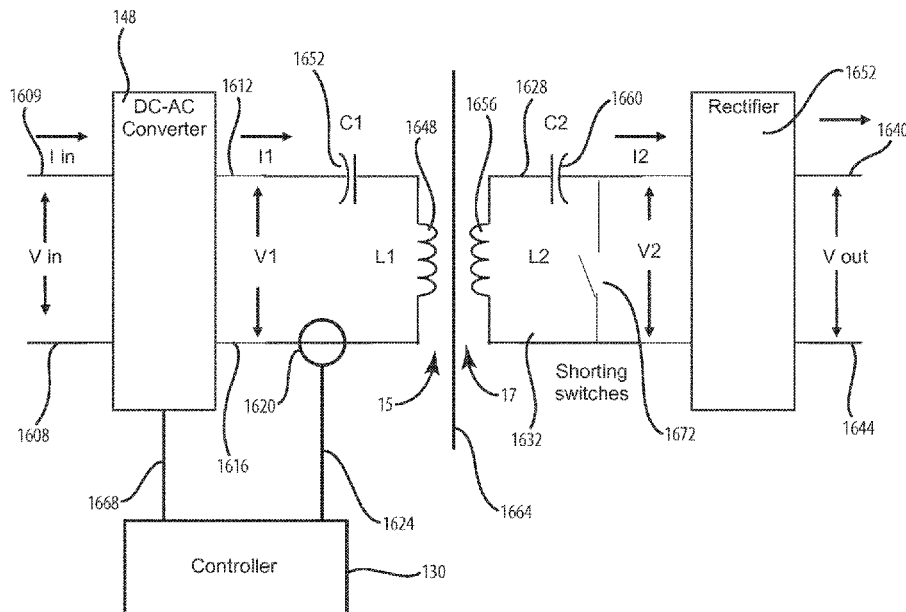 148
1652
1628
1660
1652
1609
1612
C1
1648
1656
C2
DC-AC
Converter
Rectifier
I in
I1
I2
1640
V in
V1
L1
L2
V2
V out
1620
15
17
Shorting
switches
1608
1616
1632
1672
1644
1668
1624
1664
Controller
130